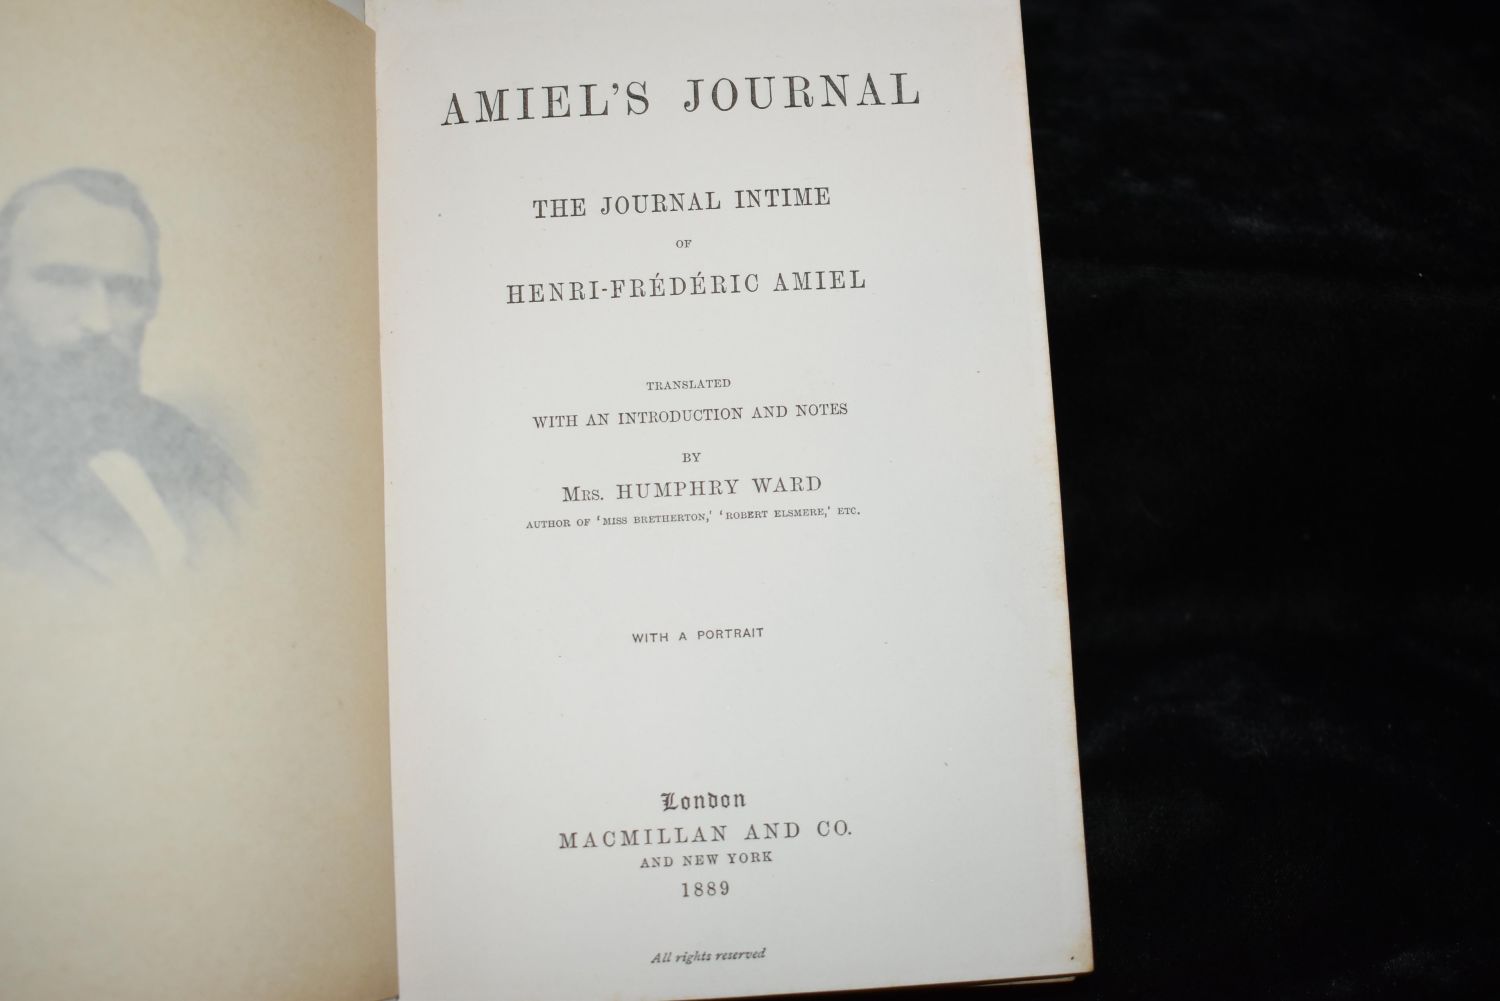 AMIEL'S JOURNAL
THE JOURNAL INTIME
OF
HENRI-FRÉDÉRIC AMIEL
TRANSLATED
WITH AN INTRODUCTION AND NOTES
BY
MRS. HUMPHRY WARD
AUTHOR OF 'MISS BRETHERTON,' 'ROBERT ELSMERE,' ETC.
WITH A PORTRAIT
London
MACMILLAN AND CO.
AND NEW YORK
1889
All rights reserved